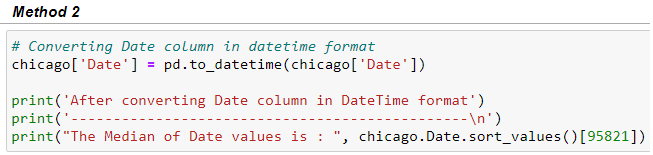 Method 2
# Converting Date column in datetime format
chicago['Date'] = pd.to_datetime(chicago['Date'])
print('After converting Date column in DateTime format')
print('-----------------------------------------------\n')
print("The Median of Date values is : ", chicago.Date.sort_values()[95821])